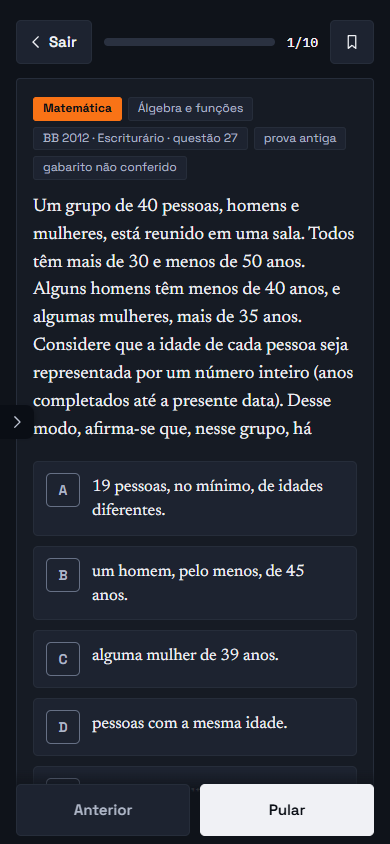 Sair
1/10
Matemática
Álgebra e funções
BB 2012 · Escriturário · questão 27
prova antiga
gabarito não conferido
Um grupo de 40 pessoas, homens e
mulheres, está reunido em uma sala. Todos
têm mais de 30 e menos de 50 anos.
Alguns homens têm menos de 40 anos, e
algumas mulheres, mais de 35 anos.
Considere que a idade de cada pessoa seja
representada por um número inteiro (anos
completados até a presente data). Desse
modo, afirma-se que, nesse grupo, há
A
19 pessoas, no mínimo, de idades
diferentes.
B
um homem, pelo menos, de 45
anos.
C
alguma mulher de 39 anos.
D
pessoas com a mesma idade.
Anterior
Pular